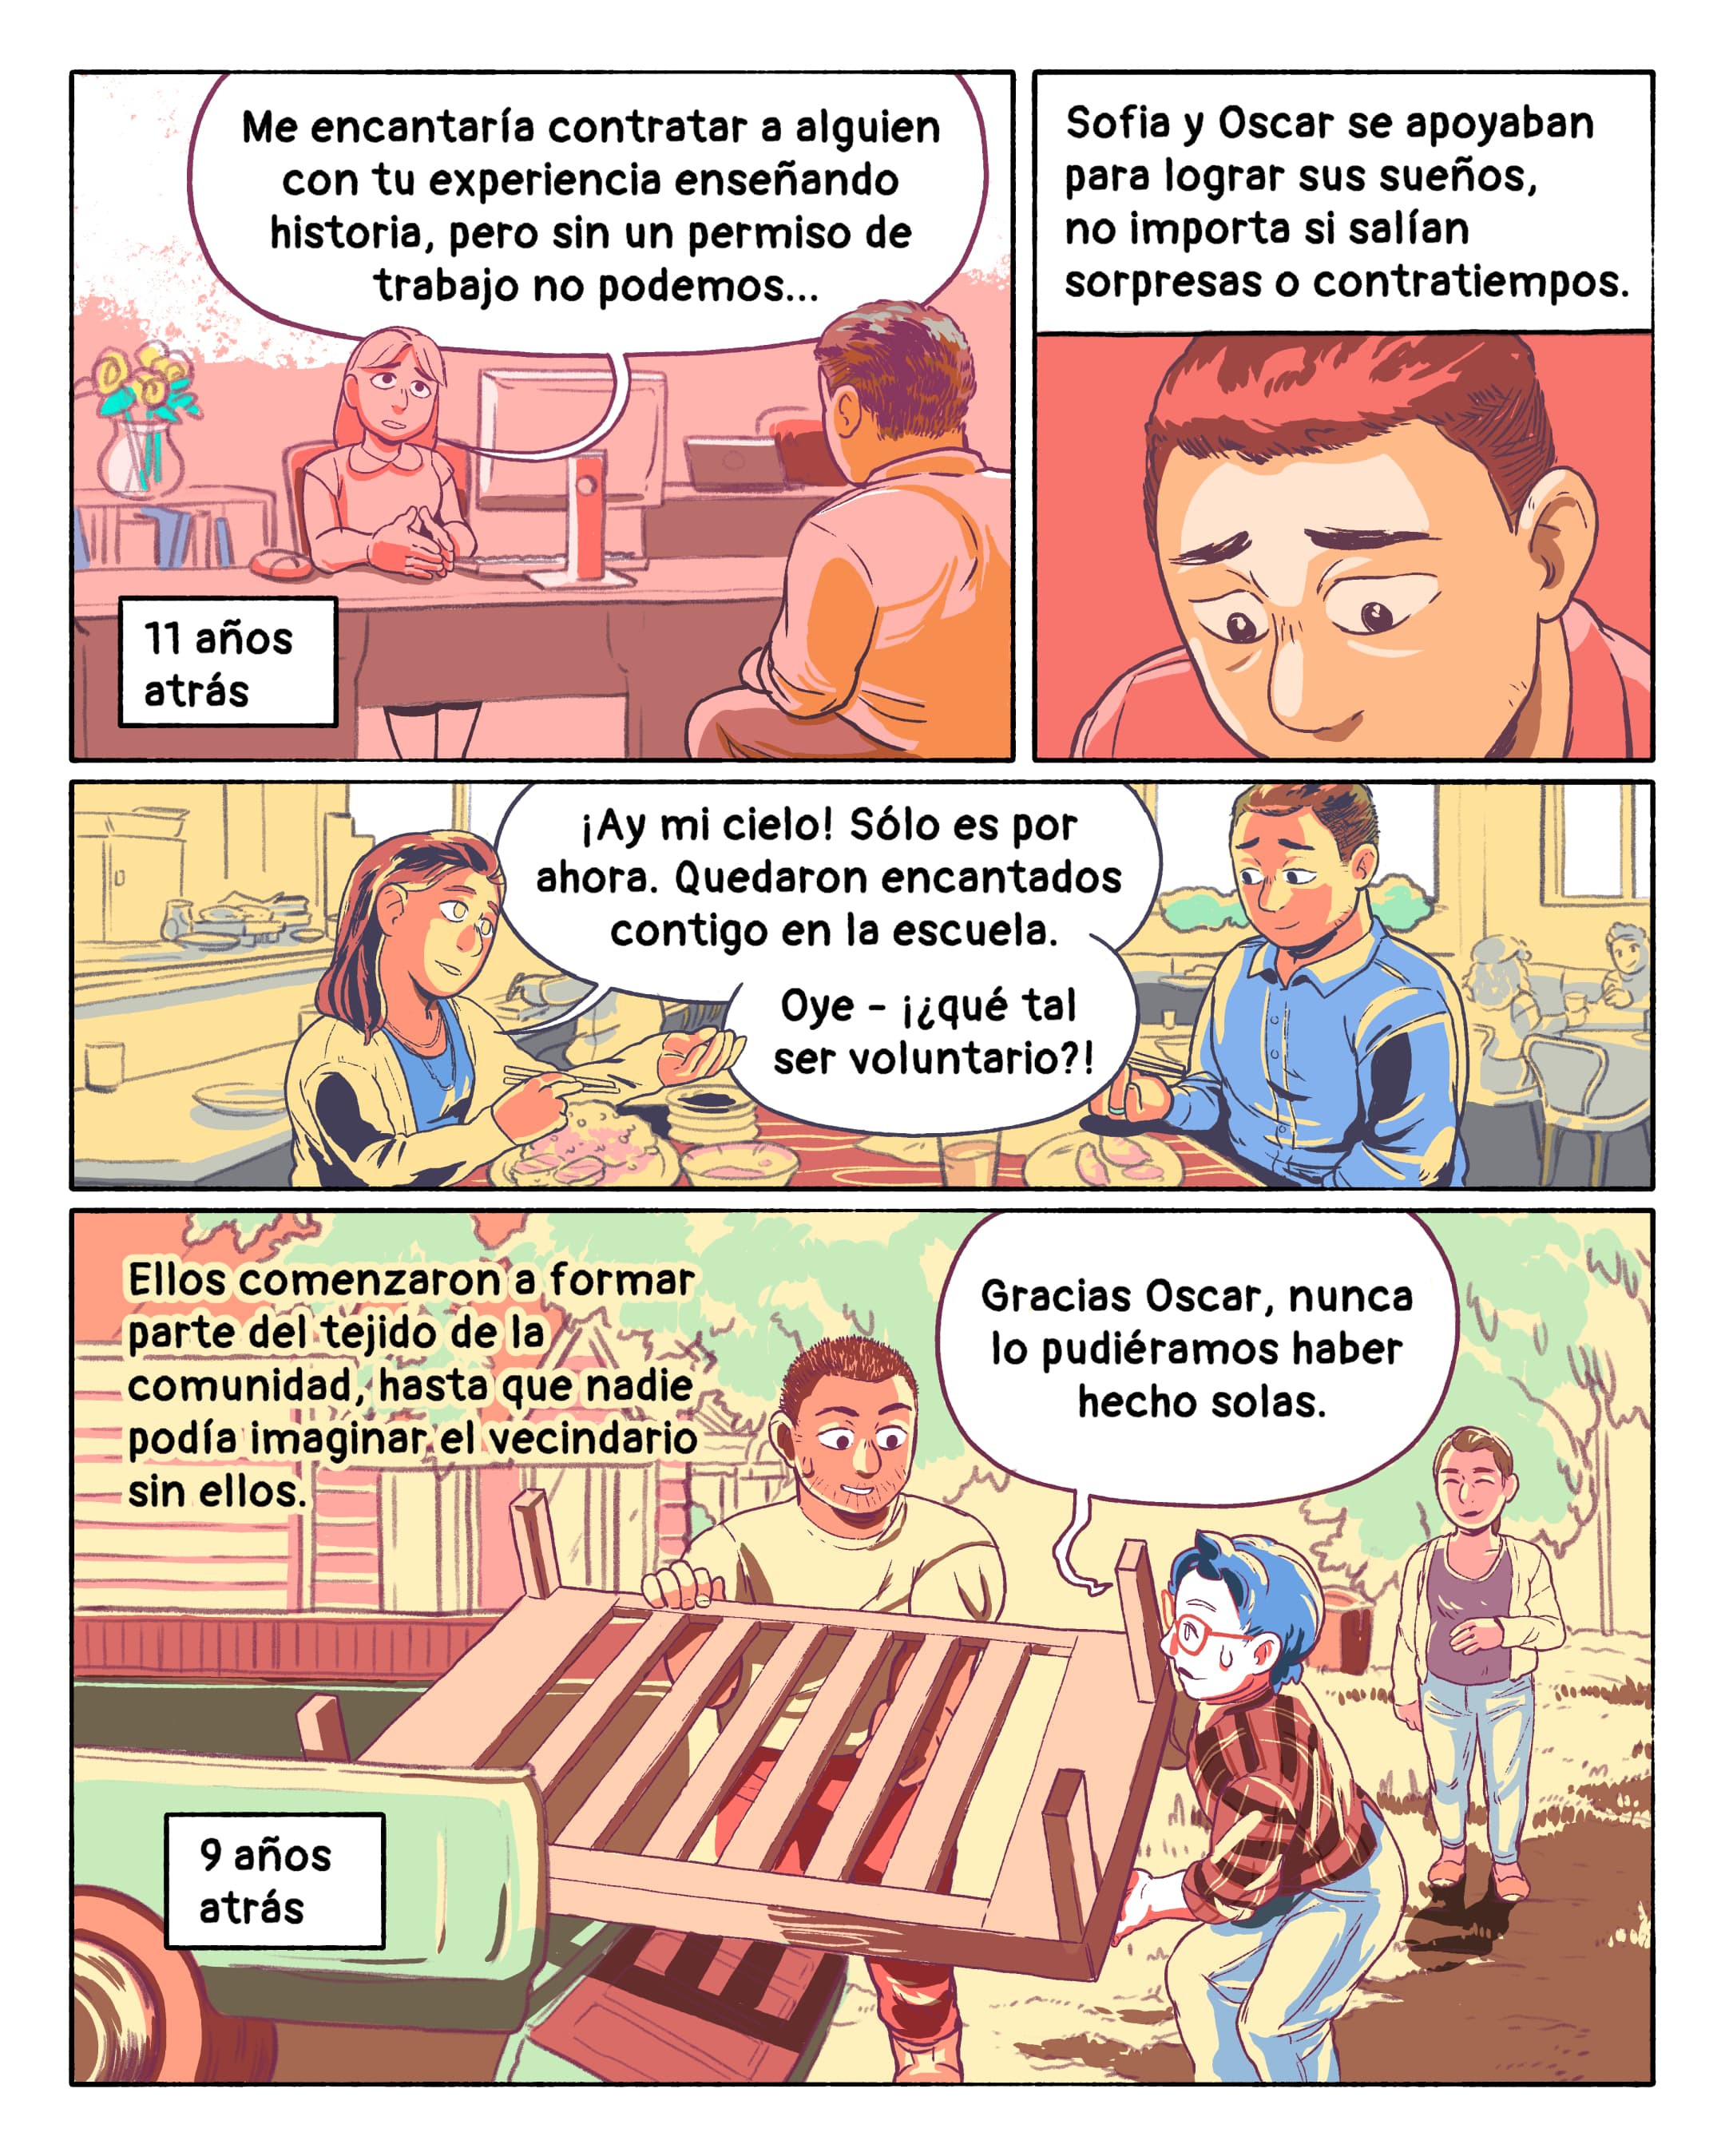 Me encantaría contratar a alguien
con tu experiencia enseñando
historia, pero sin un permiso de
trabajo no podemos...
11 años
atrás
Sofia y Oscar se apoyaban
para lograr sus sueños,
no importa si salían
sorpresas o contratiempos.
¡Ay mi cielo! Sólo es por
ahora. Quedaron encantados
contigo en la escuela.
Oye - ¡¿qué tal
ser voluntario?!
Ellos comenzaron a formar
parte del tejido de la
comunidad, hasta que nadie
podía imaginar el vecindario
sin ellos.
Gracias Oscar, nunca
lo pudiéramos haber
hecho solas.
9 años
atrás